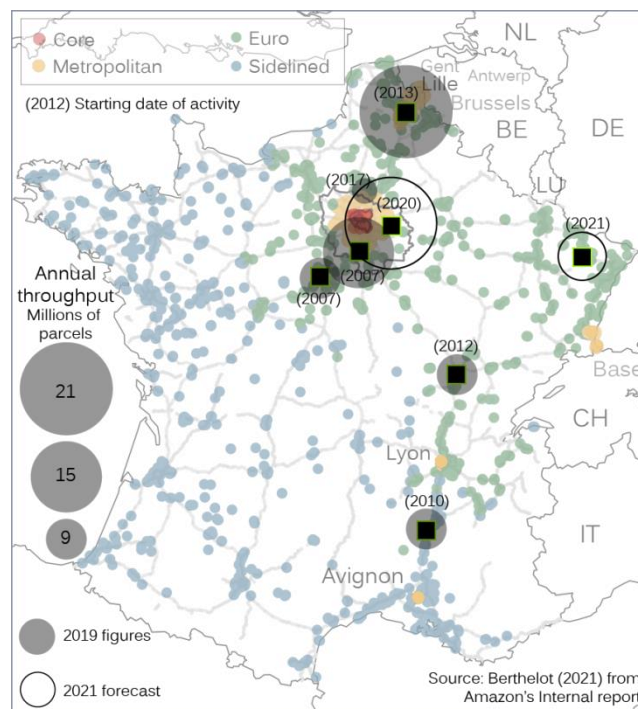 Core
Euro
Metropolitan
Sidelined
(2012) Starting date of activity
NL
Gent
Antwerp
Lille
(2013)
Brussels
BE
DE
LU
(2017)
(2020)
(2021)
(2007)
(2007)
Annual
throughput
Millions of
parcels
21
15
9
(2012)
Base
CH
Lyon
(2010)
IT
Avignon
2019 figures
2021 forecast
Source: Berthelot (2021) from
Amazon's Internal report